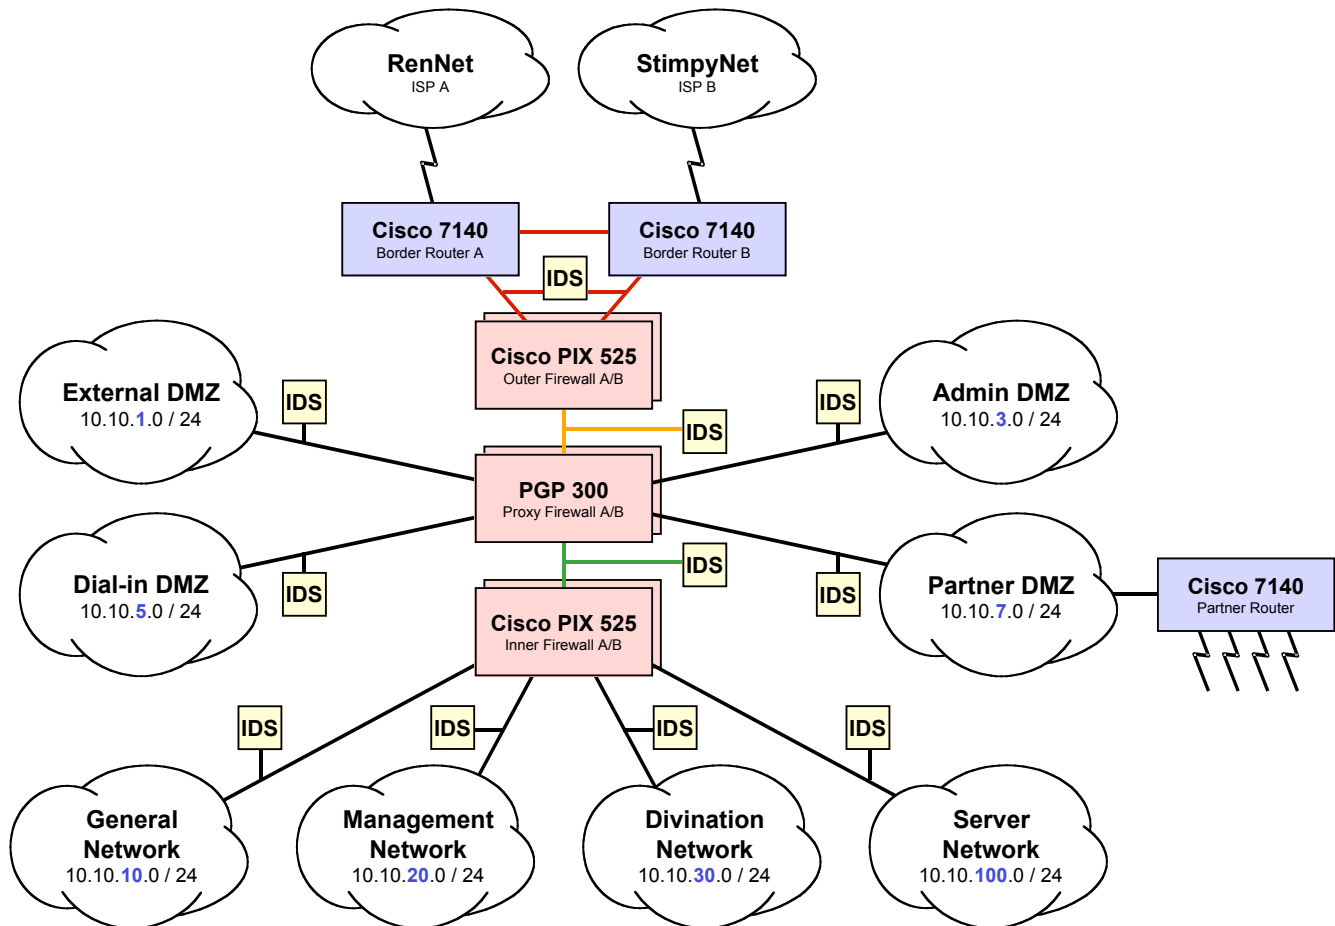 RenNet
ISP A
StimpyNet
ISP B
Cisco 7140
Border Router A
Cisco 7140
Border Router B
IDS
Cisco PIX 525
Outer Firewall A/B
External DMZ
10.10.1.0 / 24
IDS
IDS
Admin DMZ
10.10.3.0 / 24
IDS
PGP 300
Proxy Firewall A/B
Dial-in DMZ
10.10.5.0 / 24
IDS
IDS
IDS
Partner DMZ
10.10.7.0 / 24
Cisco 7140
Partner Router
Cisco PIX 525
Inner Firewall A/B
IDS
IDS
IDS
IDS
General
Network
10.10.10.0 / 24
Management
Network
10.10.20.0 / 24
Divination
Network
10.10.30.0 / 24
Server
Network
10.10.100.0 / 24